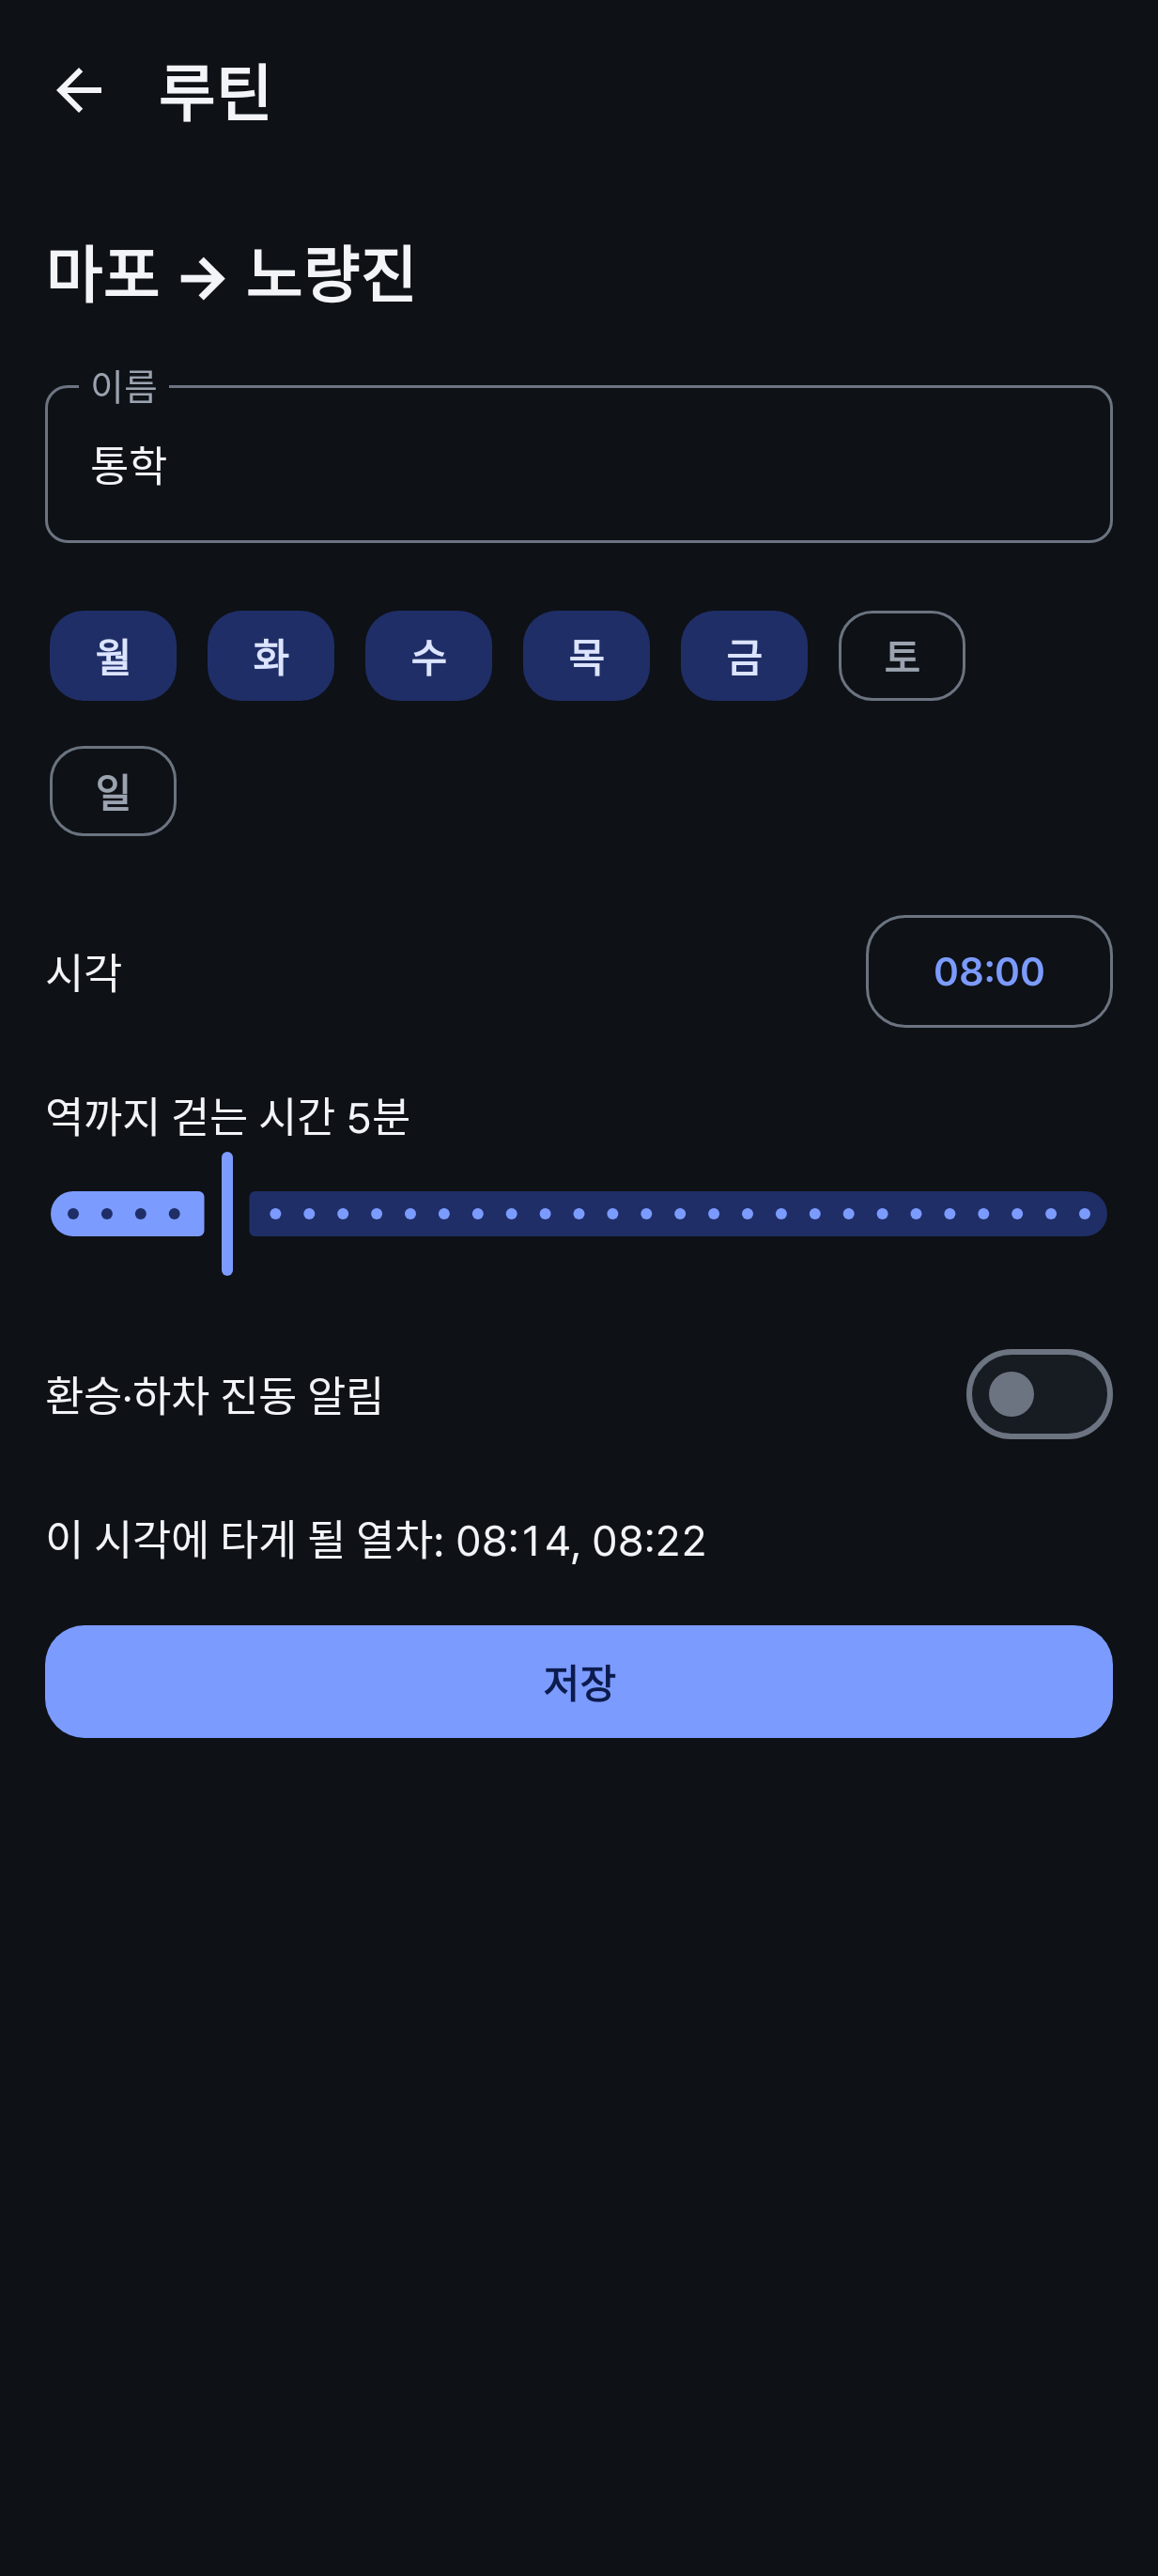 루틴
마포 → 노량진
이름
통학
월 화 수 목 금 토
일
시각 08:00
역까지 걷는 시간 5분
환승·하차 진동 알림
이 시각에 타게 될 열차: 08:14, 08:22
저장